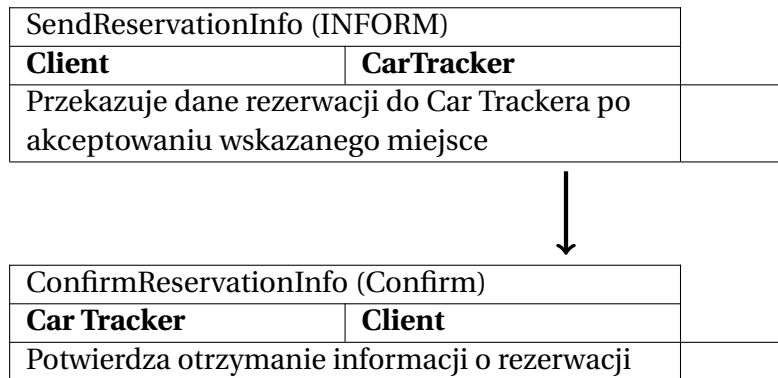 SendReservationInfo (INFORM)
Client CarTracker
Przekazuje dane rezerwacji do Car Trackera po
akceptowaniu wskazanego miejsce
ConfirmReservationInfo (Confirm)
Car Tracker Client
Potwierdza otrzymanie informacji o rezerwacji